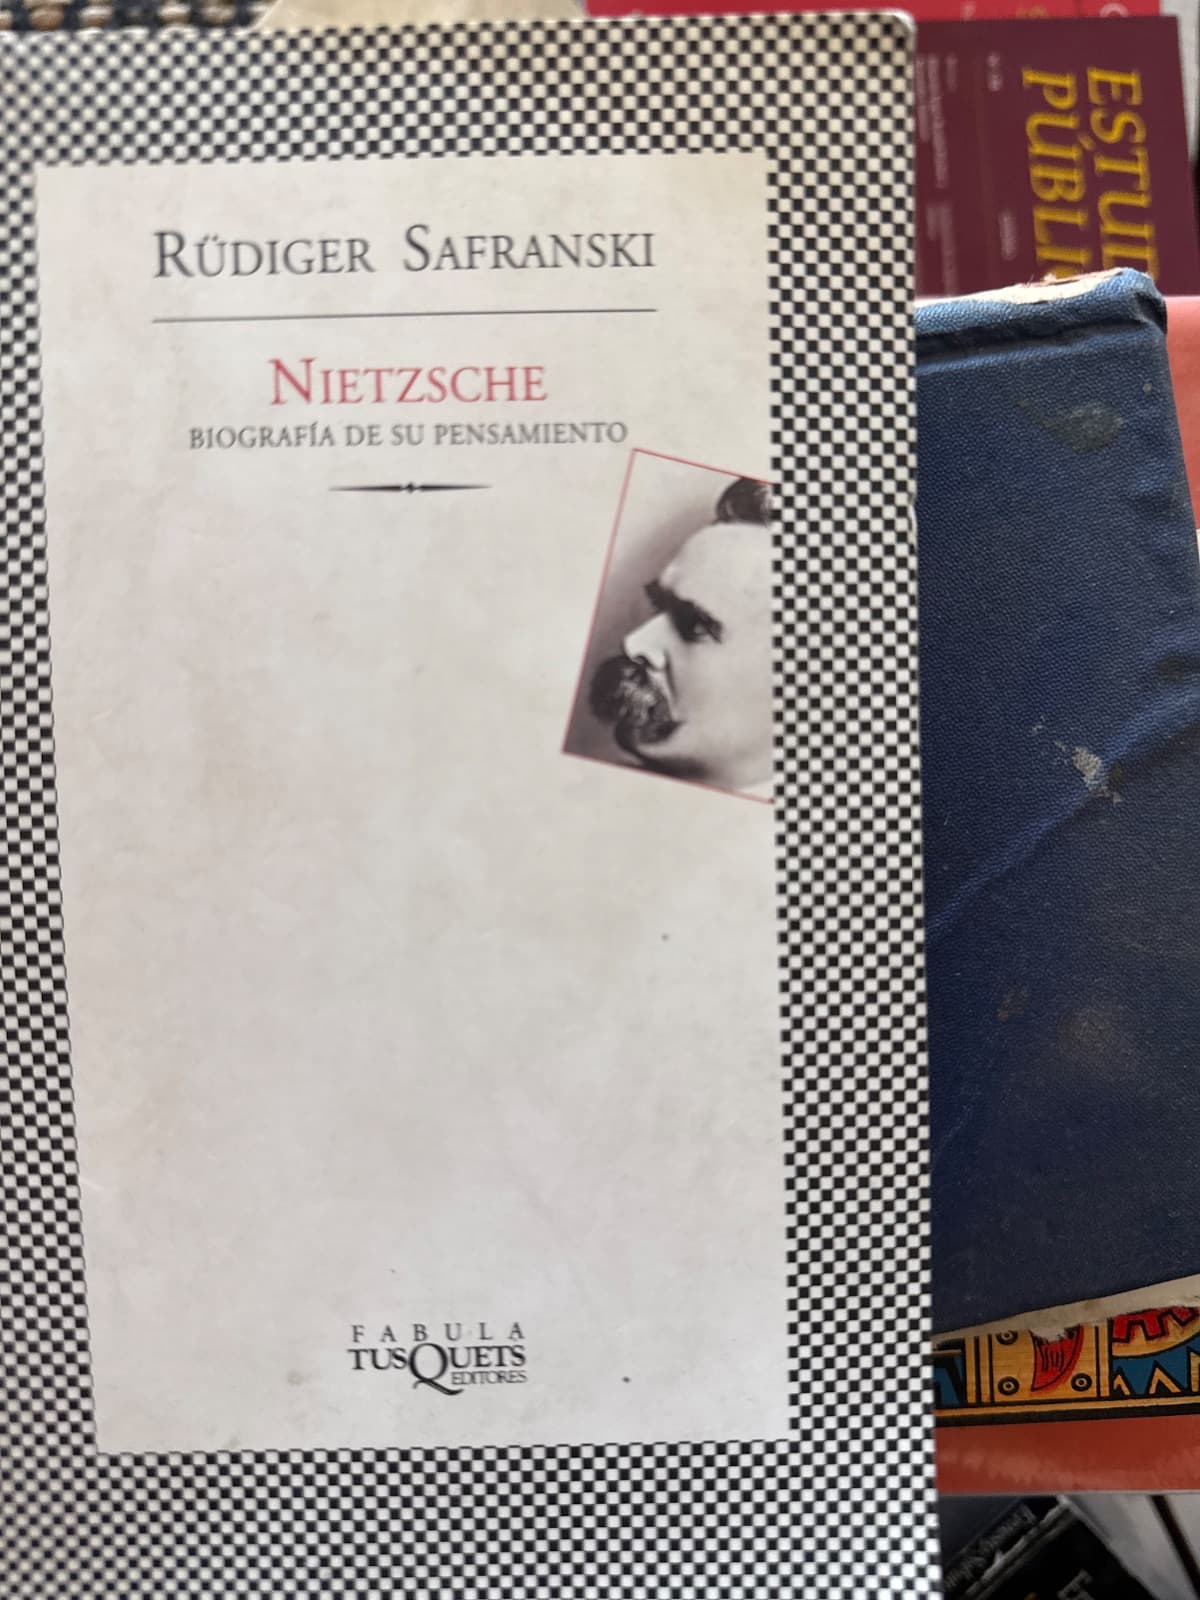 RÜDIGER SAFRANSKI
NIETZSCHE
BIOGRAFÍA DE SU PENSAMIENTO
FABULA
TUSQUETS
EDITORES
ESTUD
PÚBLI